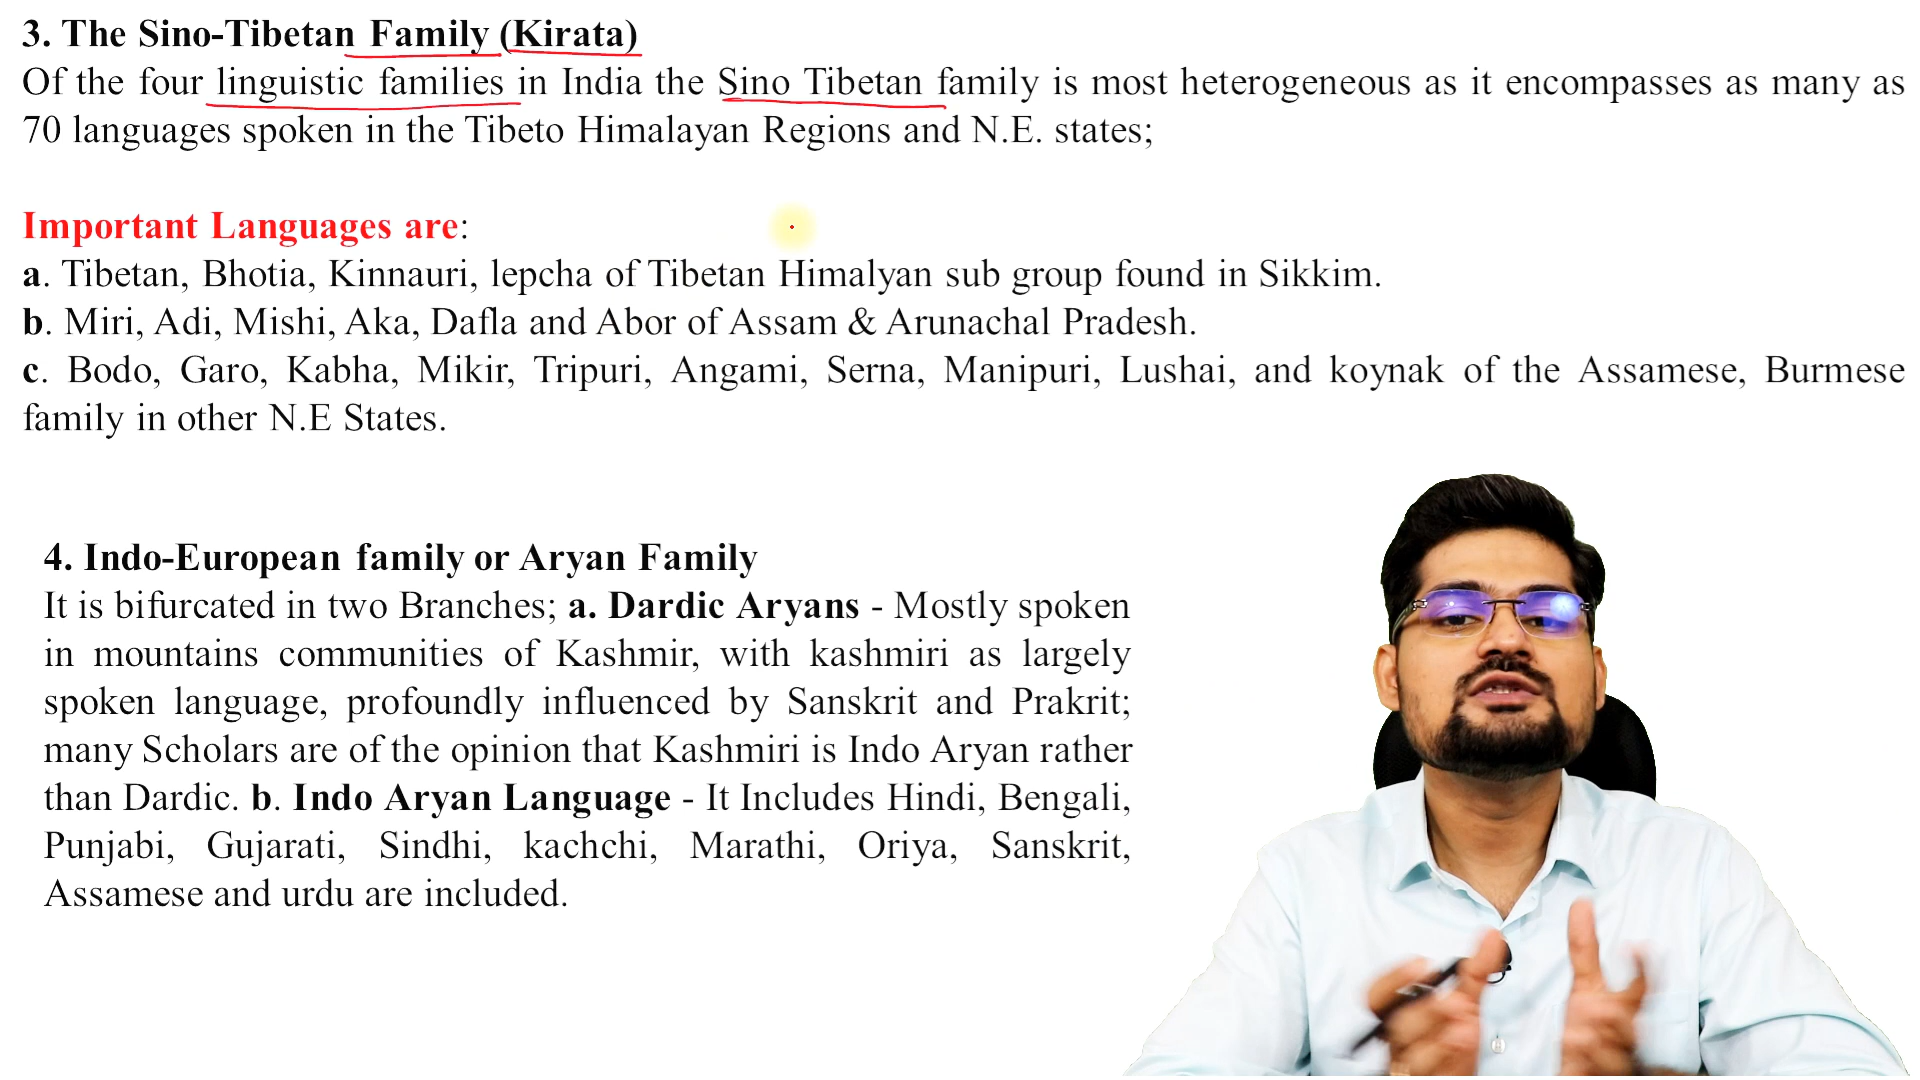 3. The Sino-Tibetan Family (Kirata)
Of the four linguistic families in India the Sino Tibetan family is most heterogeneous as it encompasses as many as
70 languages spoken in the Tibeto Himalayan Regions and N.E. states;
Important Languages are:
a. Tibetan, Bhotia, Kinnauri, lepcha of Tibetan Himalyan sub group found in Sikkim.
b. Miri, Adi, Mishi, Aka, Dafla and Abor of Assam & Arunachal Pradesh.
c. Bodo, Garo, Kabha, Mikir, Tripuri, Angami, Serna, Manipuri, Lushai, and koynak of the Assamese, Burmese
family in other N.E States.
4. Indo-European family or Aryan Family
It is bifurcated in two Branches; a. Dardic Aryans - Mostly spoken
in mountains communities of Kashmir, with kashmiri as largely
spoken language, profoundly influenced by Sanskrit and Prakrit;
many Scholars are of the opinion that Kashmiri is Indo Aryan rather
than Dardic. b. Indo Aryan Language - It Includes Hindi, Bengali,
Punjabi, Gujarati, Sindhi, kachchi, Marathi, Oriya, Sanskrit,
Assamese and urdu are included.